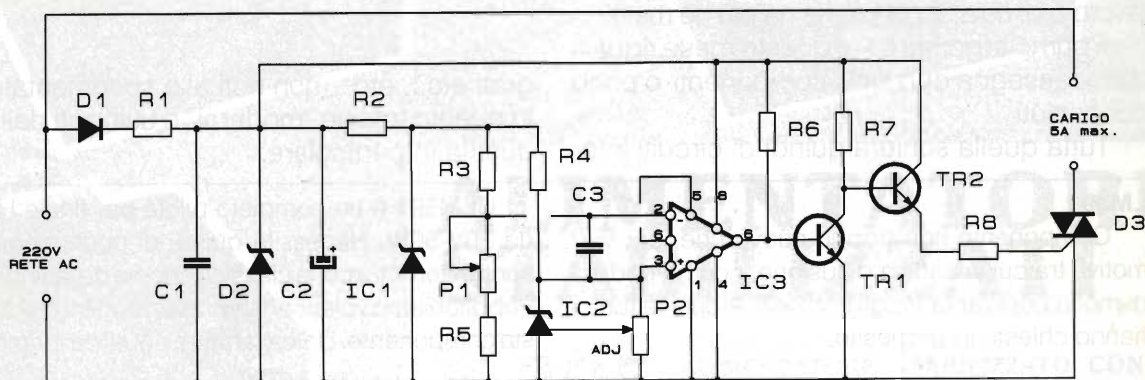 D1
R1
R2
R3
R4
C3
R6
R7
TR2
CARICO
5A max.
D3
R8
TR1
220V
RETE AC
C1
D2
C2
IC1
P1
R5
IC2
ADJ
P2
IC3
2
-
5
8
6
6
3
+
1
4